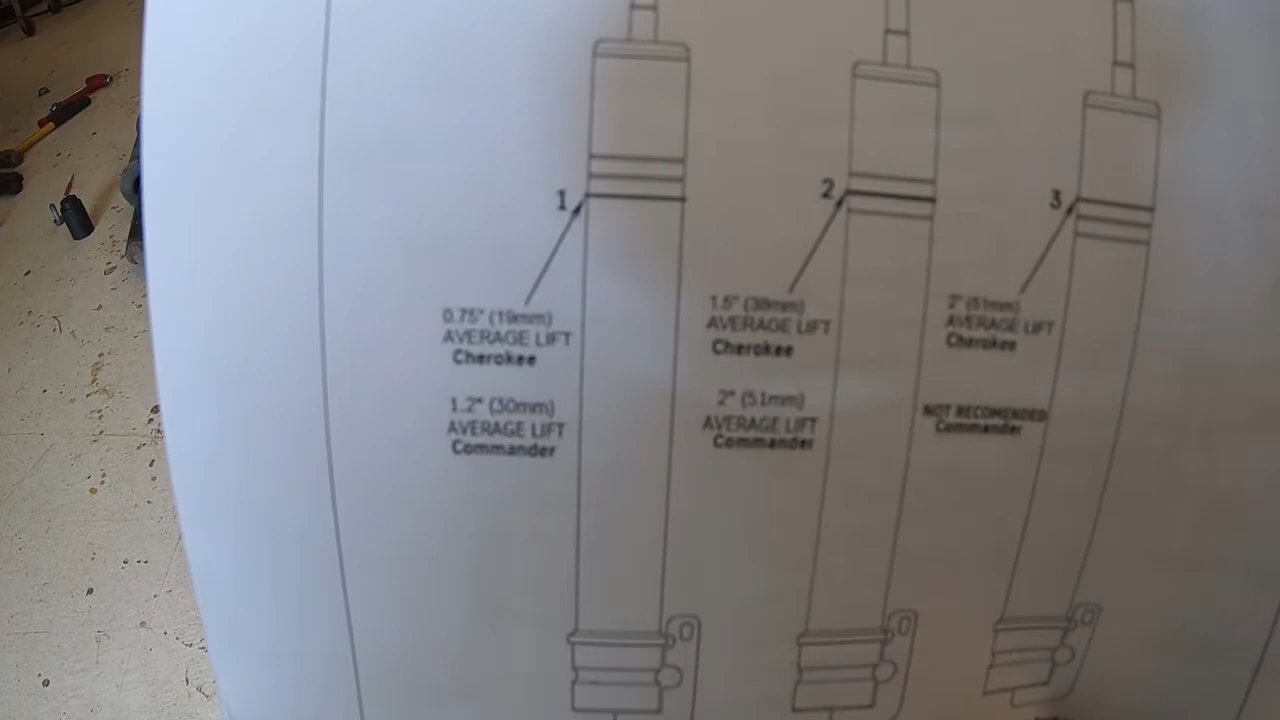 1
0.75" (19mm)
AVERAGE LIFT
Cherokee
1.2" (30mm)
AVERAGE LIFT
Commander
2
1.5" (38mm)
AVERAGE LIFT
Cherokee
2" (51mm)
AVERAGE LIFT
Commander
3
2" (51mm)
AVERAGE LIFT
Cherokee
NOT RECOMENDED
Commander